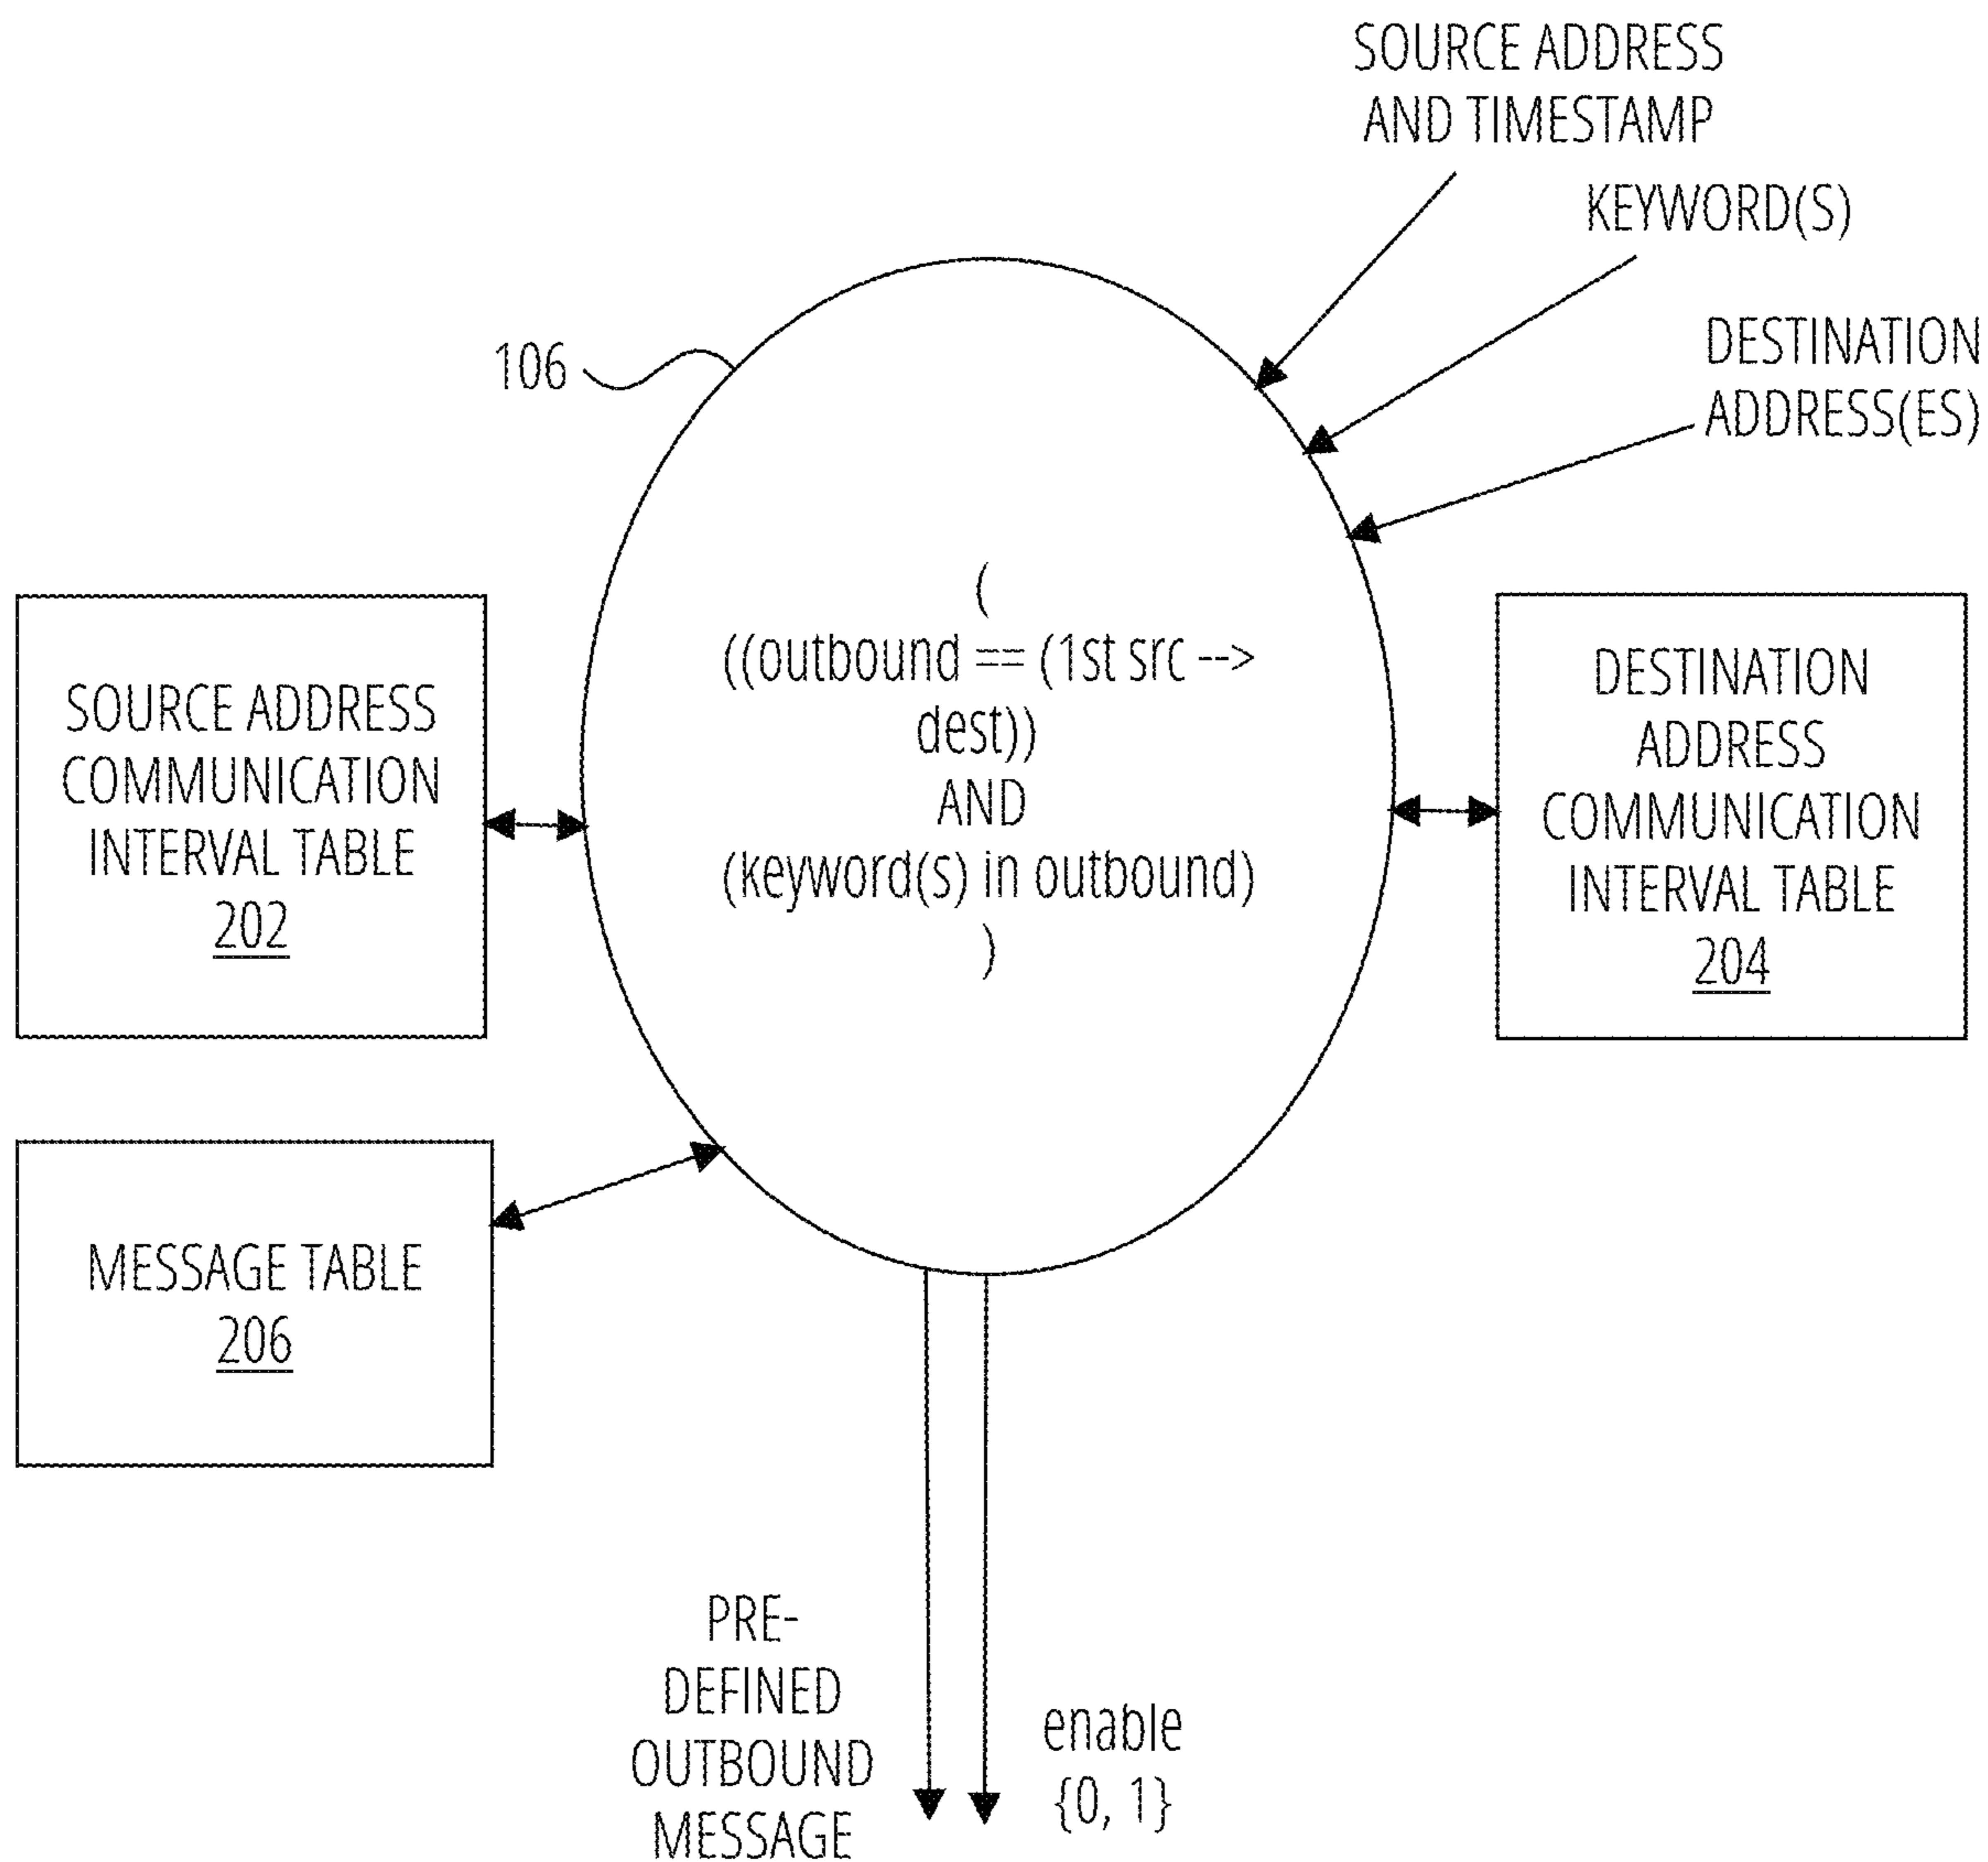 SOURCE ADDRESS
AND TIMESTAMP
KEYWORD(S)
DESTINATION
ADDRESS(ES)
106
(
((outbound == (1st src -->
dest))
AND
(keyword(s) in outbound)
)
SOURCE ADDRESS
COMMUNICATION
INTERVAL TABLE
202
DESTINATION
ADDRESS
COMMUNICATION
INTERVAL TABLE
204
MESSAGE TABLE
206
PRE-
DEFINED
OUTBOUND
MESSAGE
enable
{0, 1}